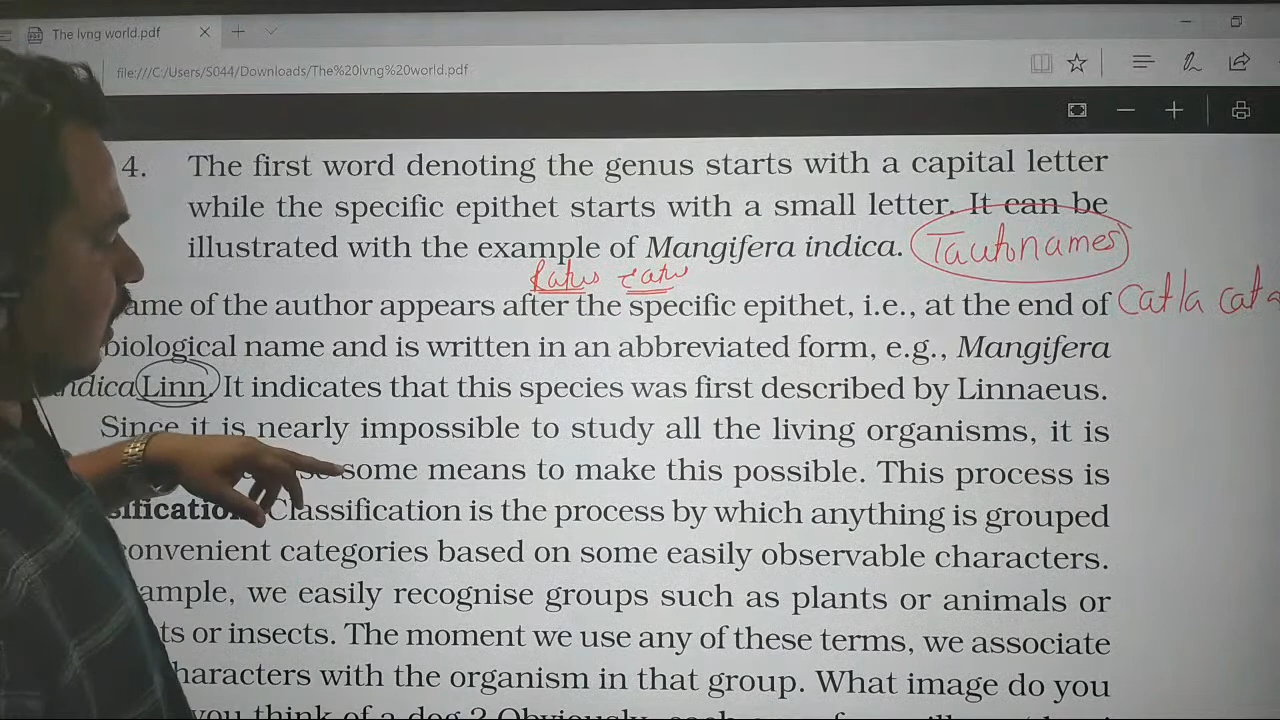 The lvng world.pdf
file:///C:/Users/S044/Downloads/The%20lvng%20world.pdf
4. The first word denoting the genus starts with a capital letter
while the specific epithet starts with a small letter. It can be
illustrated with the example of Mangifera indica. Tautonames
ame of the author appears after the specific epithet, i.e., at the end of Catla cat
biological name and is written in an abbreviated form, e.g., Mangifera
ndica Linn. It indicates that this species was first described by Linnaeus.
Since it is nearly impossible to study all the living organisms, it is
some means to make this possible. This process is
sification. Classification is the process by which anything is grouped
onvenient categories based on some easily observable characters.
ample, we easily recognise groups such as plants or animals or
ts or insects. The moment we use any of these terms, we associate
haracters with the organism in that group. What image do you
you think of a dog ? Obviously, each